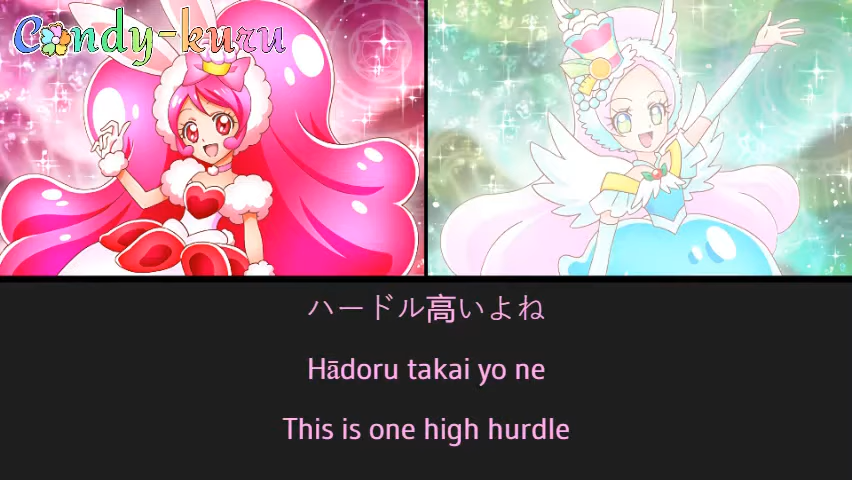 Candy-kuru
ハードル高いよね
Hādoru takai yo ne
This is one high hurdle